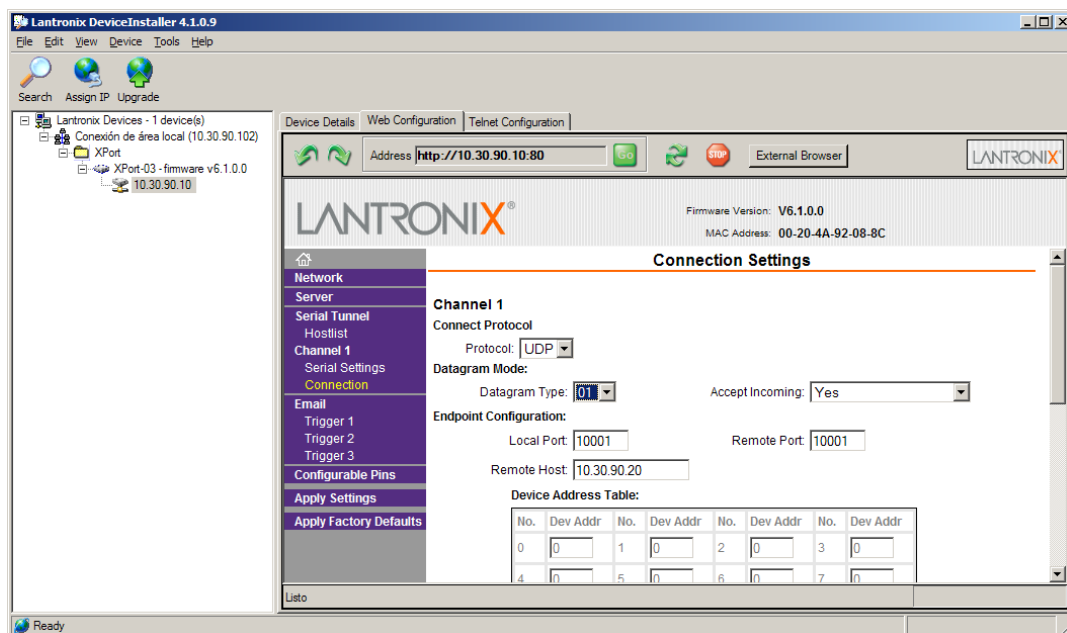 Lantronix DeviceInstaller 4.1.0.9
File Edit View Device Tools Help
Search Assign IP Upgrade
Lantronix Devices - 1 device(s)
Conexión de área local (10.30.90.102)
XPort
XPort-03 - firmware v6.1.0.0
10.30.90.10
Device Details Web Configuration Telnet Configuration
Address http://10.30.90.10:80 GO STOP External Browser LANTRONIX
LANTRONIX®
Firmware Version: V6.1.0.0
MAC Address: 00-20-4A-92-08-8C
Network
Server
Serial Tunnel
Hostlist
Channel 1
Serial Settings
Connection
Email
Trigger 1
Trigger 2
Trigger 3
Configurable Pins
Apply Settings
Apply Factory Defaults
Connection Settings
Channel 1
Connect Protocol
Protocol: UDP
Datagram Mode:
Datagram Type: 01 Accept Incoming: Yes
Endpoint Configuration:
Local Port: 10001 Remote Port: 10001
Remote Host: 10.30.90.20
Device Address Table:
No. Dev Addr No. Dev Addr No. Dev Addr No. Dev Addr
0 0 1 0 2 0 3 0
4 0 5 0 6 0 7 0
Listo
Ready